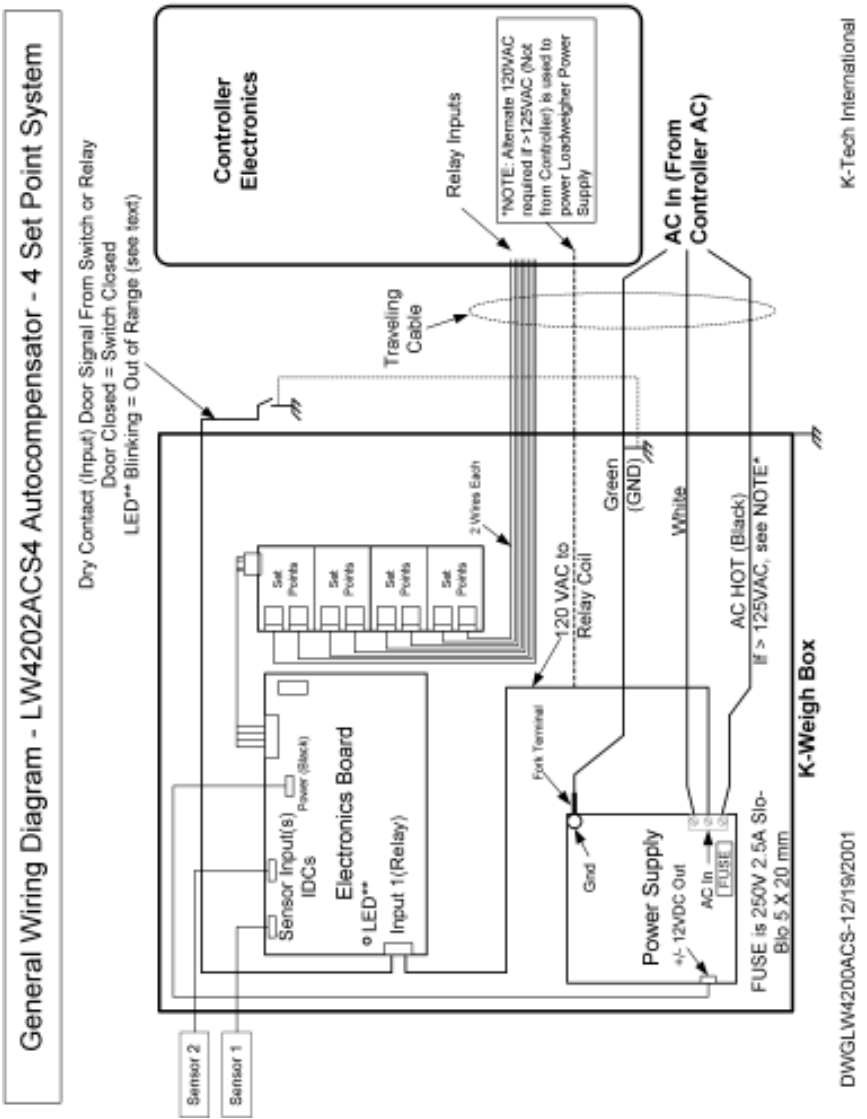 General Wiring Diagram - LW4202ACS4 Autocompensator - 4 Set Point System
Dry Contact (Input) Door Signal From Switch or Relay
Door Closed = Switch Closed
LED** Blinking = Out of Range (see text)
Sensor 2
Sensor 1
Sensor Input(s)
IDCs
Power (Black)
Electronics Board
LED**
Input 1(Relay)
Set
Points
Set
Points
Set
Points
Set
Points
2 Wires Each
Traveling
Cable
Controller
Electronics
Relay Inputs
*NOTE: Alternate 120VAC
required if >125VAC (Not
from Controller) is used to
power Loadweigher Power
Supply
120 VAC to
Relay Coil
Green
(GND)
White
AC HOT (Black)
If > 125VAC, see NOTE*
AC In (From
Controller AC)
Fork Terminal
Gnd
Power Supply
+/- 12VDC Out
AC In
FUSE
FUSE is 250V 2.5A Slo-
Blo 5 X 20 mm
K-Weigh Box
DWGLW4200ACS-12/19/2001
K-Tech International